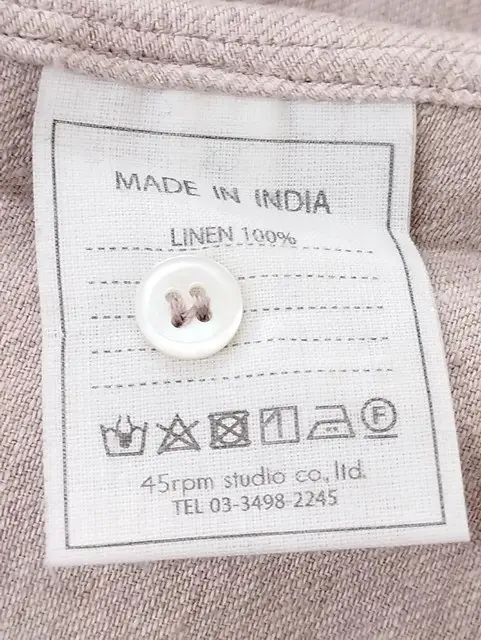 MADE IN INDIA
LINEN 100%
F
45rpm studio co.,ltd.
TEL 03-3498-2245